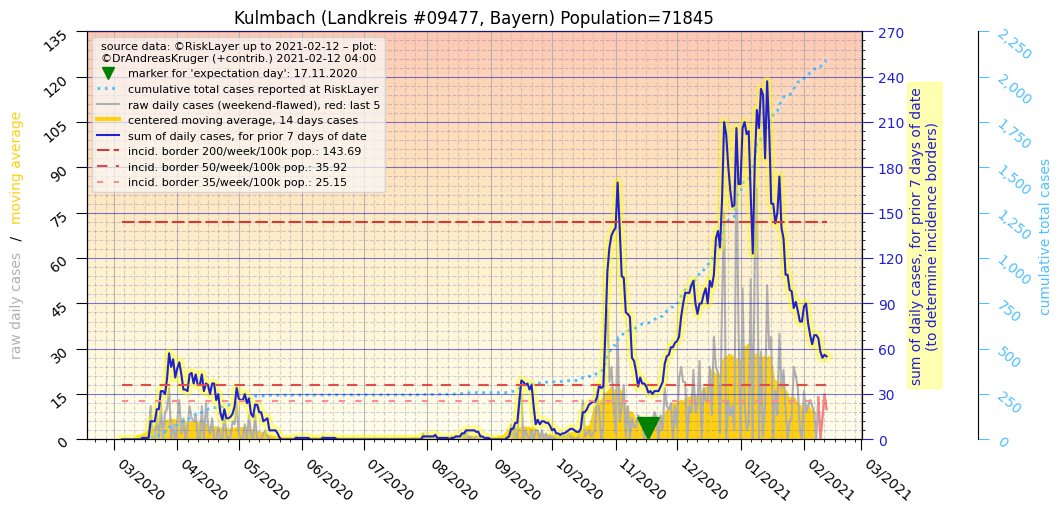 Kulmbach (Landkreis #09477, Bayern) Population=71845
source data: ©RiskLayer up to 2021-02-12 – plot:
©DrAndreasKruger (+contrib.) 2021-02-12 04:00
marker for 'expectation day': 17.11.2020
cumulative total cases reported at RiskLayer
raw daily cases (weekend-flawed), red: last 5
centered moving average, 14 days cases
sum of daily cases, for prior 7 days of date
incid. border 200/week/100k pop.: 143.69
incid. border 50/week/100k pop.: 35.92
incid. border 35/week/100k pop.: 25.15
raw daily cases / moving average
135
120
105
90
75
60
45
30
15
0
03/2020
04/2020
05/2020
06/2020
07/2020
08/2020
09/2020
10/2020
11/2020
12/2020
01/2021
02/2021
03/2021
270
240
210
180
150
120
90
60
30
0
sum of daily cases, for prior 7 days of date
(to determine incidence borders)
2,250
2,000
1,750
1,500
1,250
1,000
750
500
250
0
cumulative total cases